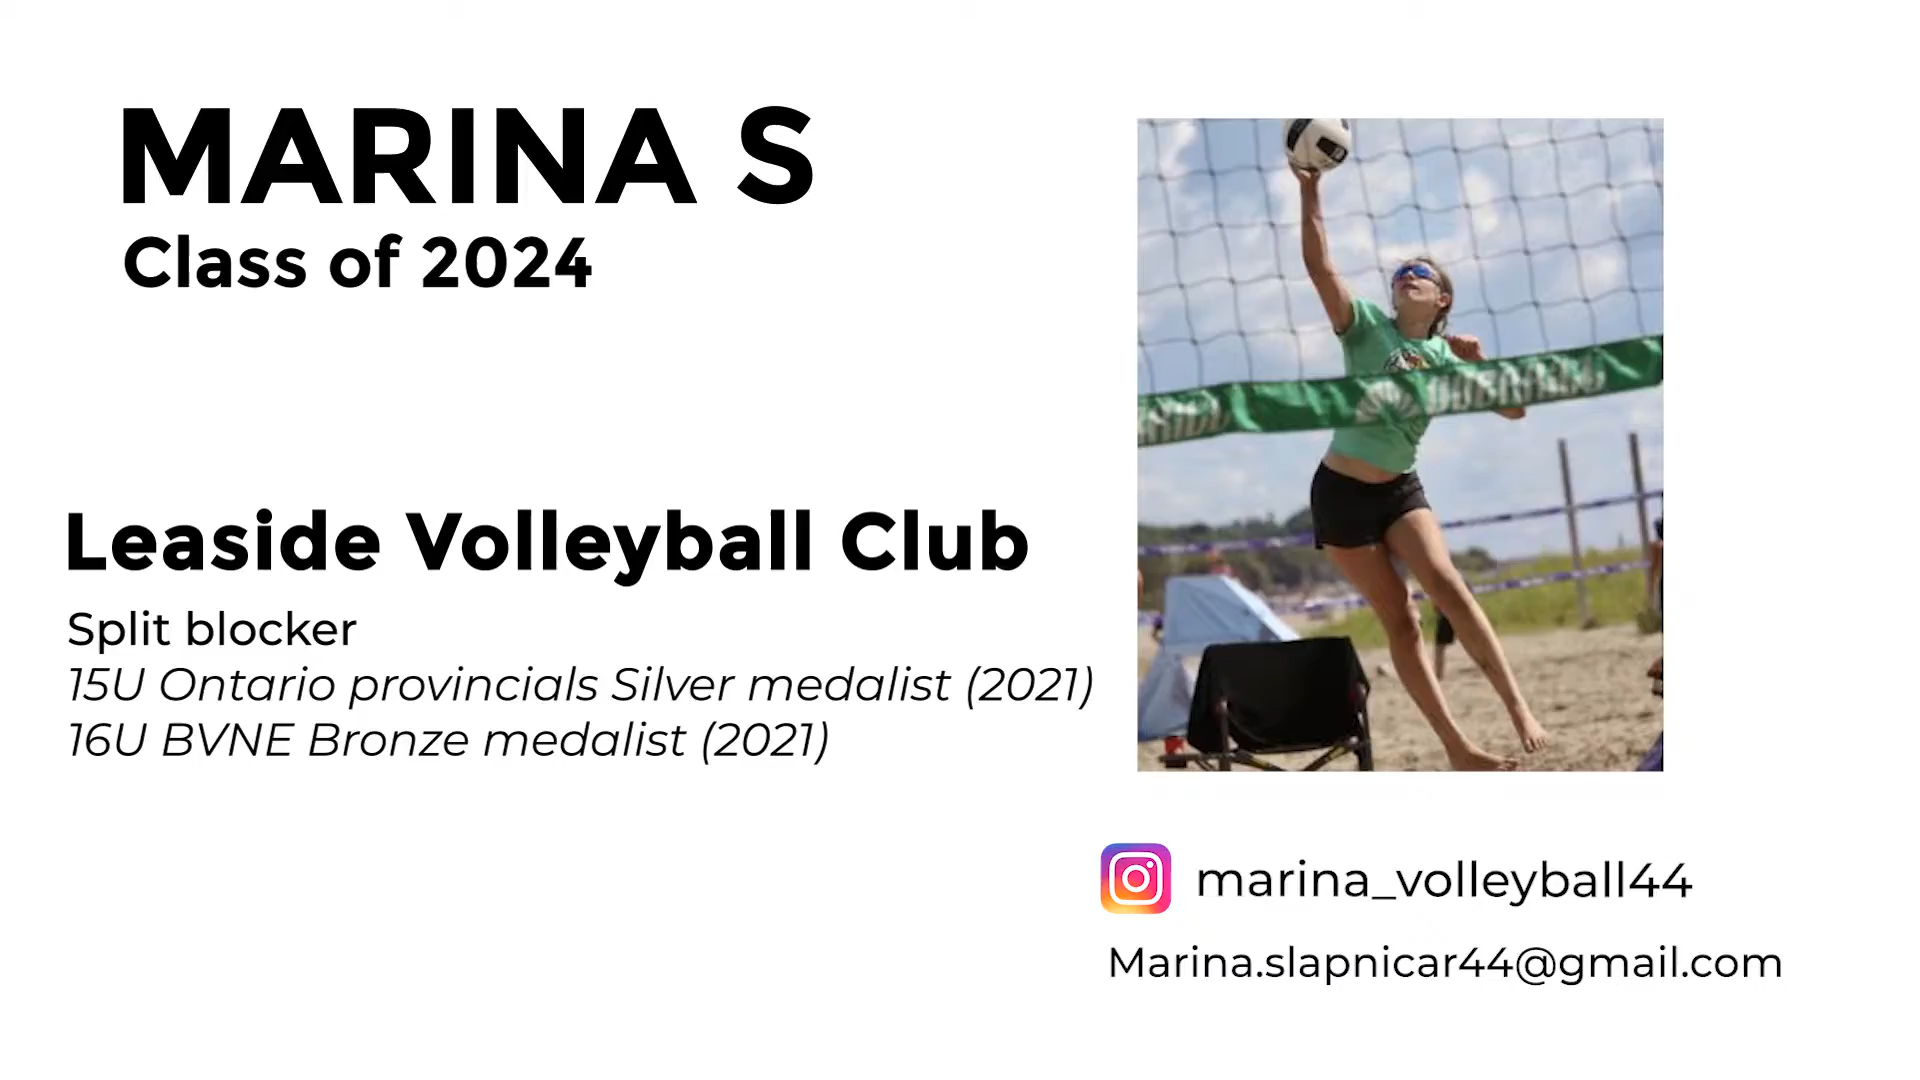 MARINA S
Class of 2024
Leaside Volleyball Club
Split blocker
15U Ontario provincials Silver medalist (2021)
16U BVNE Bronze medalist (2021)
marina_volleyball44
Marina.slapnicar44@gmail.com